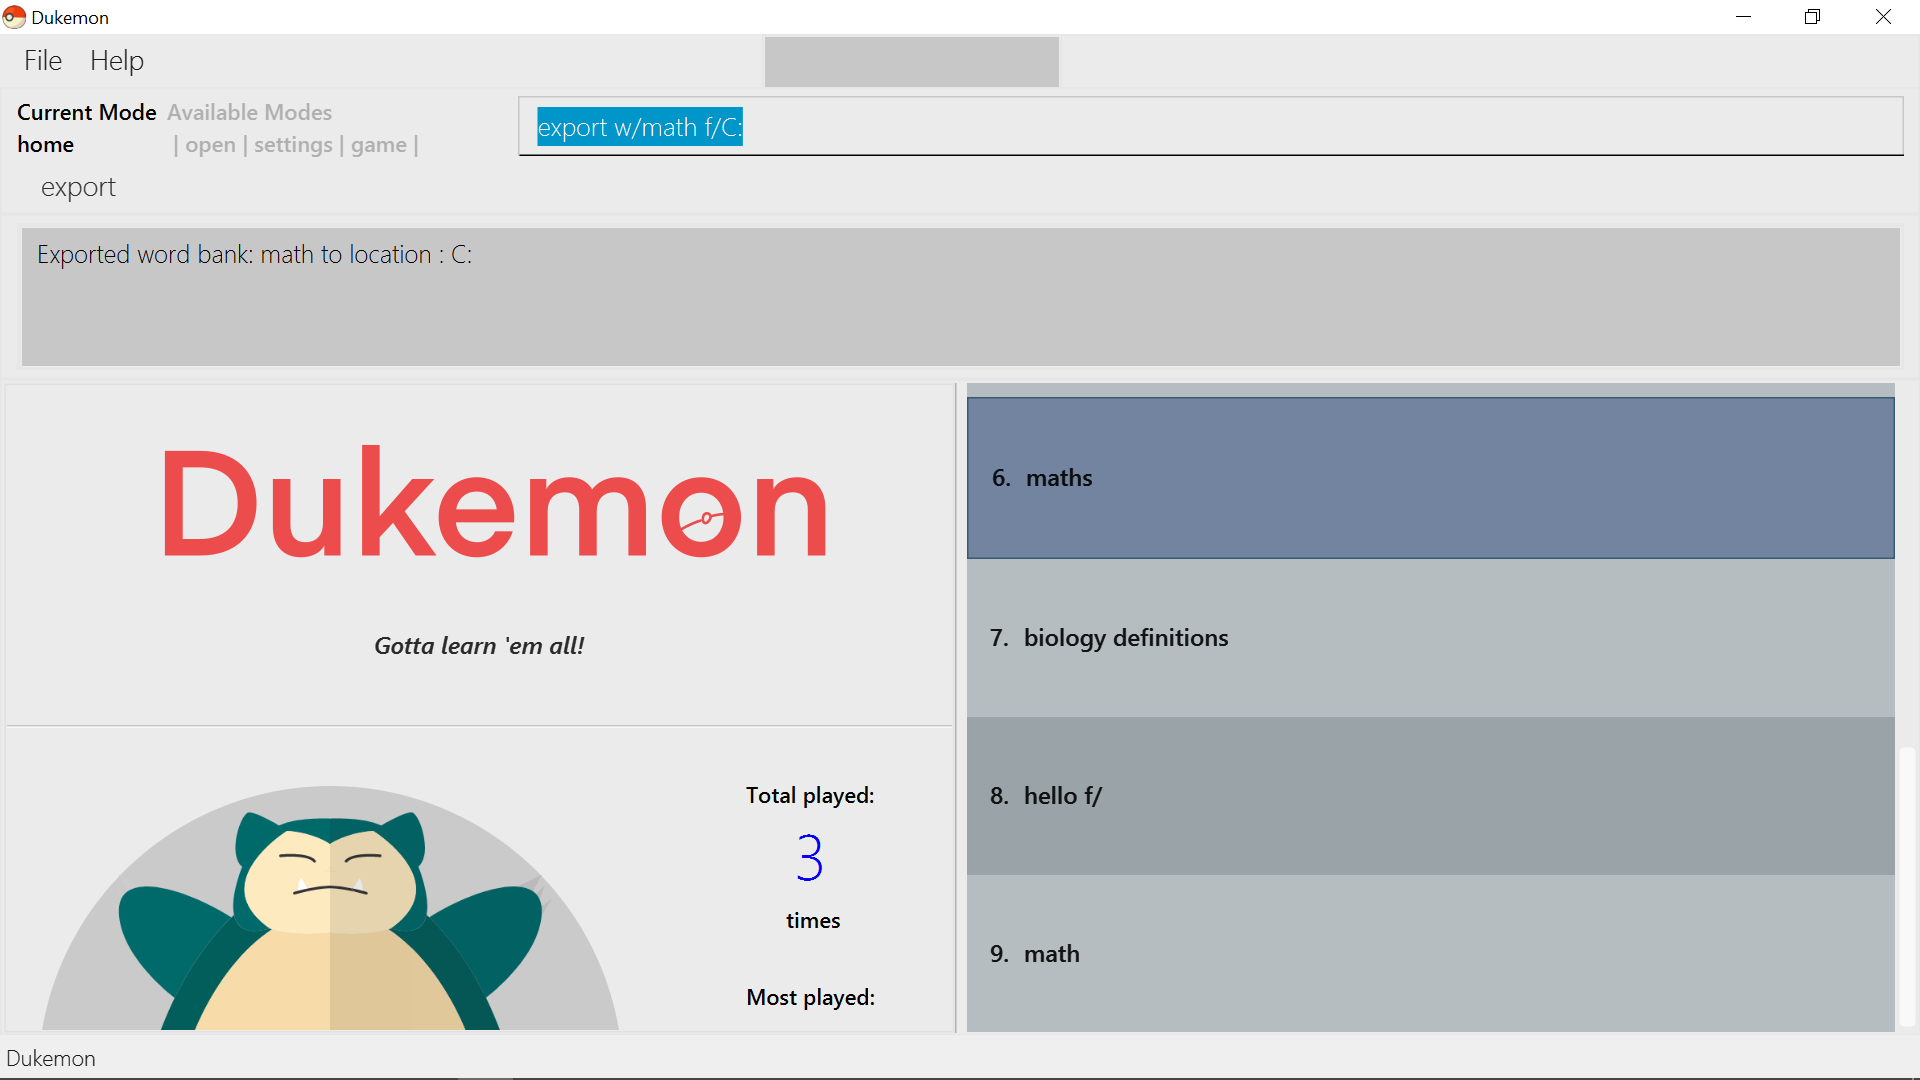 Dukemon
File Help
Current Mode Available Modes
home | open | settings | game |
export w/math f/C:
export
Exported word bank: math to location : C:
Dukemon
Gotta learn 'em all!
Total played:
3
times
Most played:
6. maths
7. biology definitions
8. hello f/
9. math
Dukemon